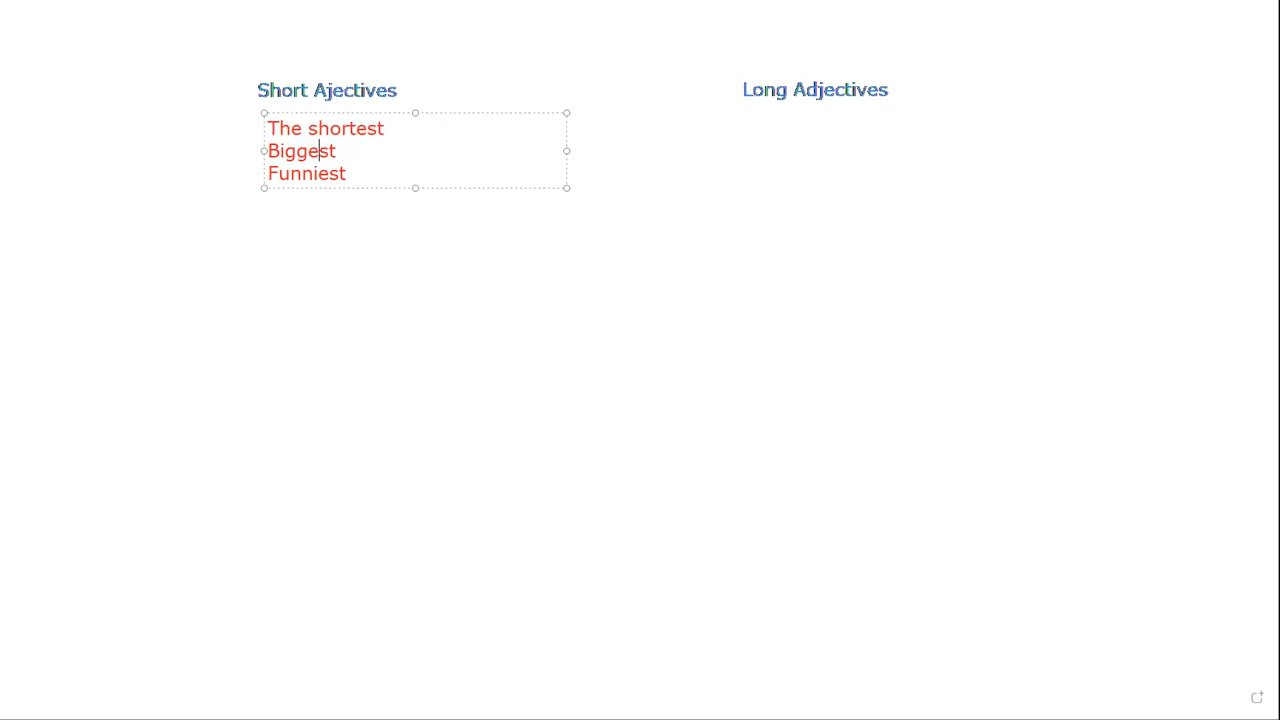 Short Ajectives
Long Adjectives
The shortest
Biggest
Funniest